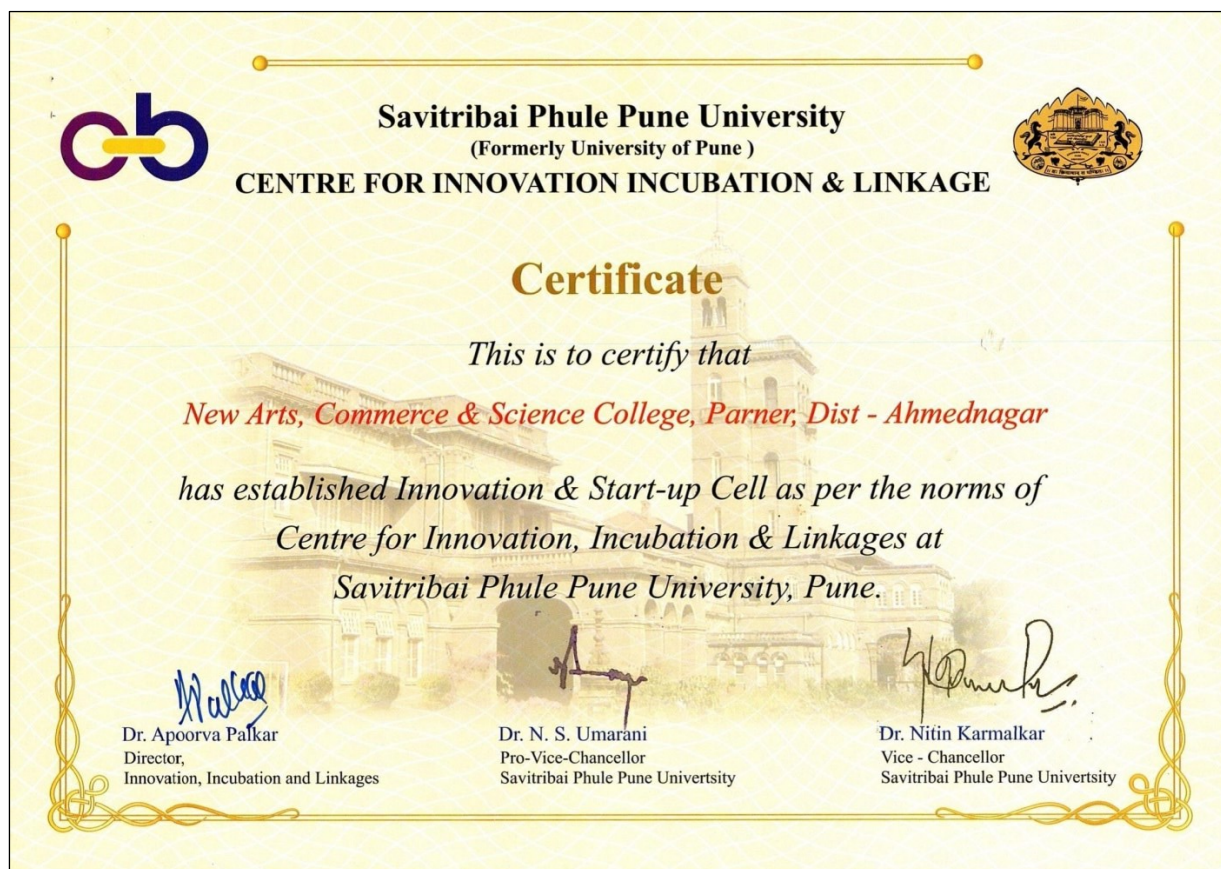 Savitribai Phule Pune University
(Formerly University of Pune )
CENTRE FOR INNOVATION INCUBATION & LINKAGE
Certificate
This is to certify that
New Arts, Commerce & Science College, Parner, Dist - Ahmednagar
has established Innovation & Start-up Cell as per the norms of
Centre for Innovation, Incubation & Linkages at
Savitribai Phule Pune University, Pune.
Dr. Apoorva Palkar
Director,
Innovation, Incubation and Linkages
Dr. N. S. Umarani
Pro-Vice-Chancellor
Savitribai Phule Pune Univertsity
Dr. Nitin Karmalkar
Vice - Chancellor
Savitribai Phule Pune Univertsity